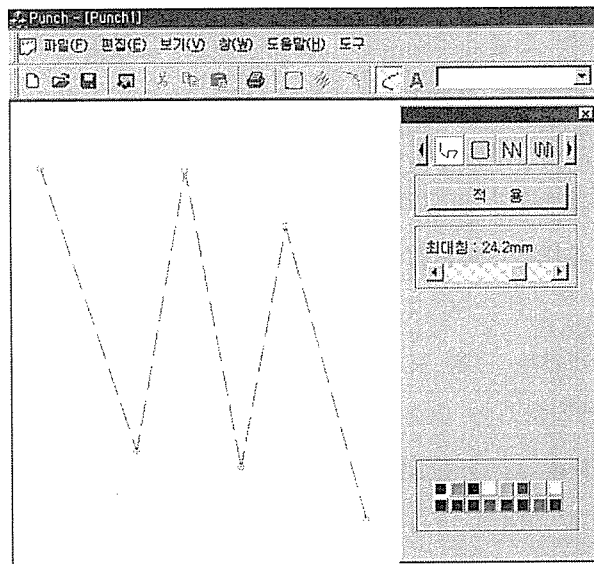 Punch - [Punch1]
파일(F) 편집(E) 보기(V) 창(W) 도움말(H) 도구
A
적 용
최대침 : 24.2mm